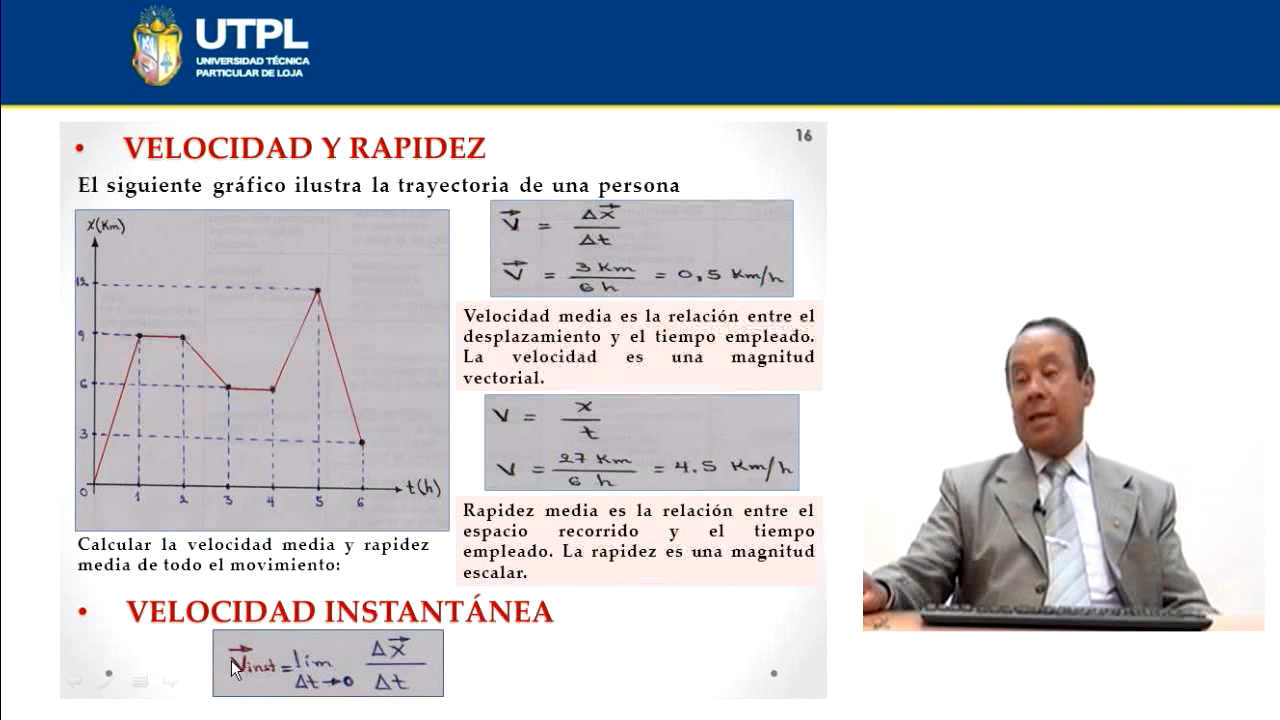 UTPL
UNIVERSIDAD TÉCNICA
PARTICULAR DE LOJA
16
• VELOCIDAD Y RAPIDEZ
El siguiente gráfico ilustra la trayectoria de una persona
x(Km)
12
9
6
3
0
1 2 3 4 5 6
t(h)
Calcular la velocidad media y rapidez
media de todo el movimiento:
V⃗ = Δx⃗ / Δt
V⃗ = 3 Km / 6 h = 0,5 Km/h
Velocidad media es la relación entre el
desplazamiento y el tiempo empleado.
La velocidad es una magnitud
vectorial.
V = x / t
V = 27 Km / 6 h = 4.5 Km/h
Rapidez media es la relación entre el
espacio recorrido y el tiempo
empleado. La rapidez es una magnitud
escalar.
• VELOCIDAD INSTANTÁNEA
V⃗inst = lím Δt→0 Δx⃗ / Δt